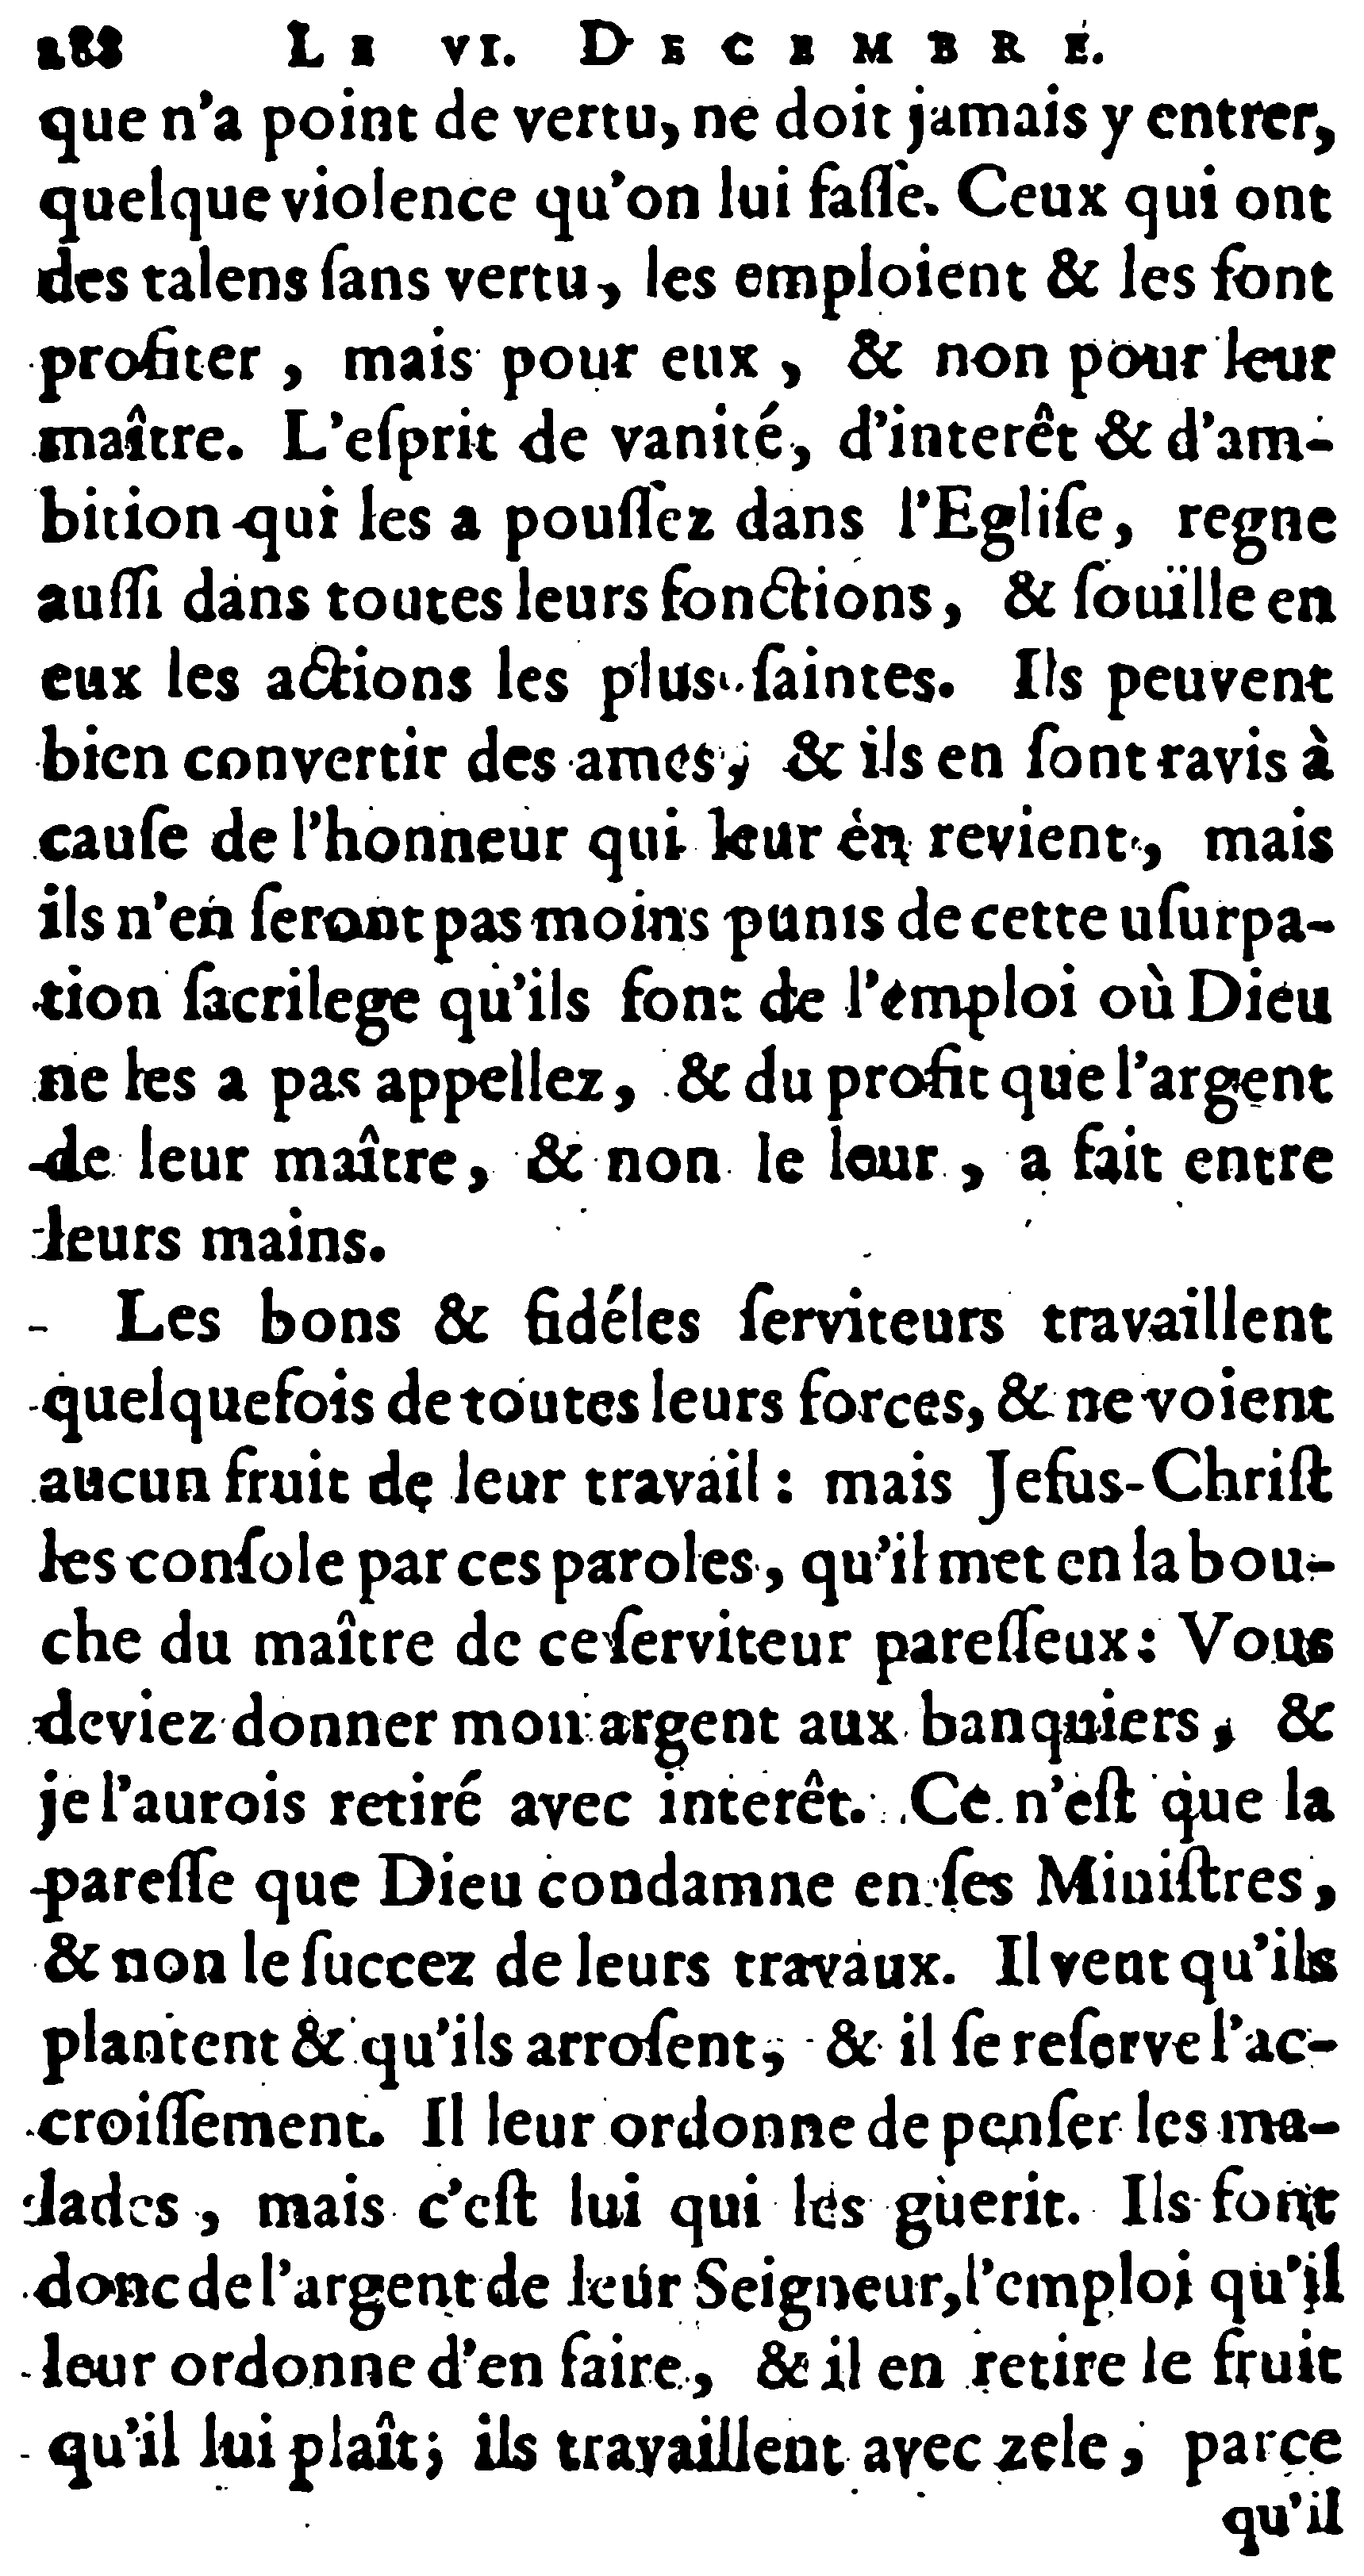 288 LE VI. DECEMBRE.
que n'a point de vertu, ne doit jamais y entrer,
quelque violence qu'on lui faſſe. Ceux qui ont
des talens ſans vertu, les emploient & les font
profiter, mais pour eux, & non pour leur
maître. L'eſprit de vanité, d'interêt & d'am-
bition qui les a pouſſez dans l'Egliſe, regne
auſſi dans toutes leurs fonctions, & ſouïlle en
eux les actions les plus ſaintes. Ils peuvent
bien convertir des ames, & ils en ſont ravis à
cauſe de l'honneur qui leur en revient, mais
ils n'en ſeront pas moins punis de cette uſurpa-
tion ſacrilege qu'ils font de l'emploi où Dieu
ne les a pas appellez, & du profit que l'argent
de leur maître, & non le leur, a fait entre
leurs mains.
Les bons & fidéles ſerviteurs travaillent
quelquefois de toutes leurs forces, & ne voient
aucun fruit de leur travail : mais Jeſus-Chriſt
les conſole par ces paroles, qu'il met en la bou-
che du maître de ce ſerviteur pareſſeux : Vous
deviez donner mon argent aux banquiers, &
je l'aurois retiré avec interêt. Ce n'eſt que la
pareſſe que Dieu condamne en ſes Miniſtres,
& non le ſuccez de leurs travaux. Il veut qu'ils
plantent & qu'ils arroſent, & il ſe reſerve l'ac-
croiſſement. Il leur ordonne de penſer les ma-
lades, mais c'eſt lui qui les guerit. Ils font
donc de l'argent de leur Seigneur, l'emploi qu'il
leur ordonne d'en faire, & il en retire le fruit
qu'il lui plaît; ils travaillent avec zele, parce
qu'il